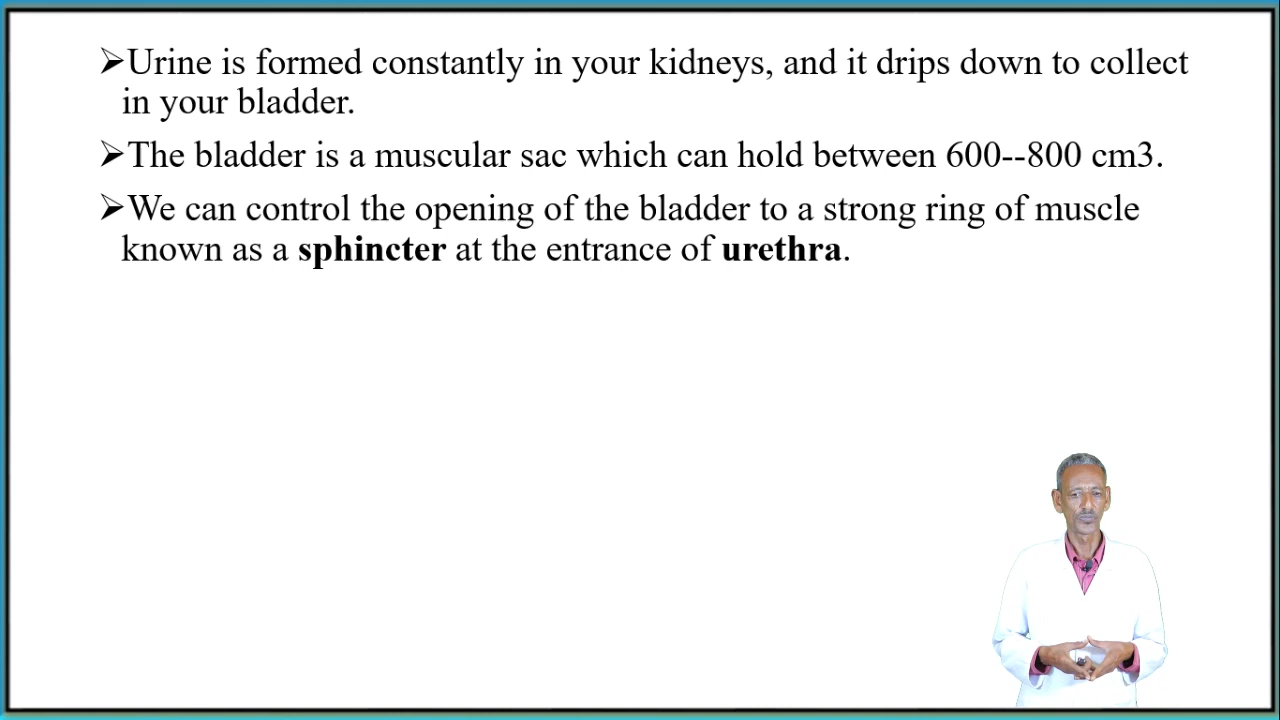 ➢Urine is formed constantly in your kidneys, and it drips down to collect
in your bladder.
➢The bladder is a muscular sac which can hold between 600--800 cm3.
➢We can control the opening of the bladder to a strong ring of muscle
known as a sphincter at the entrance of urethra.